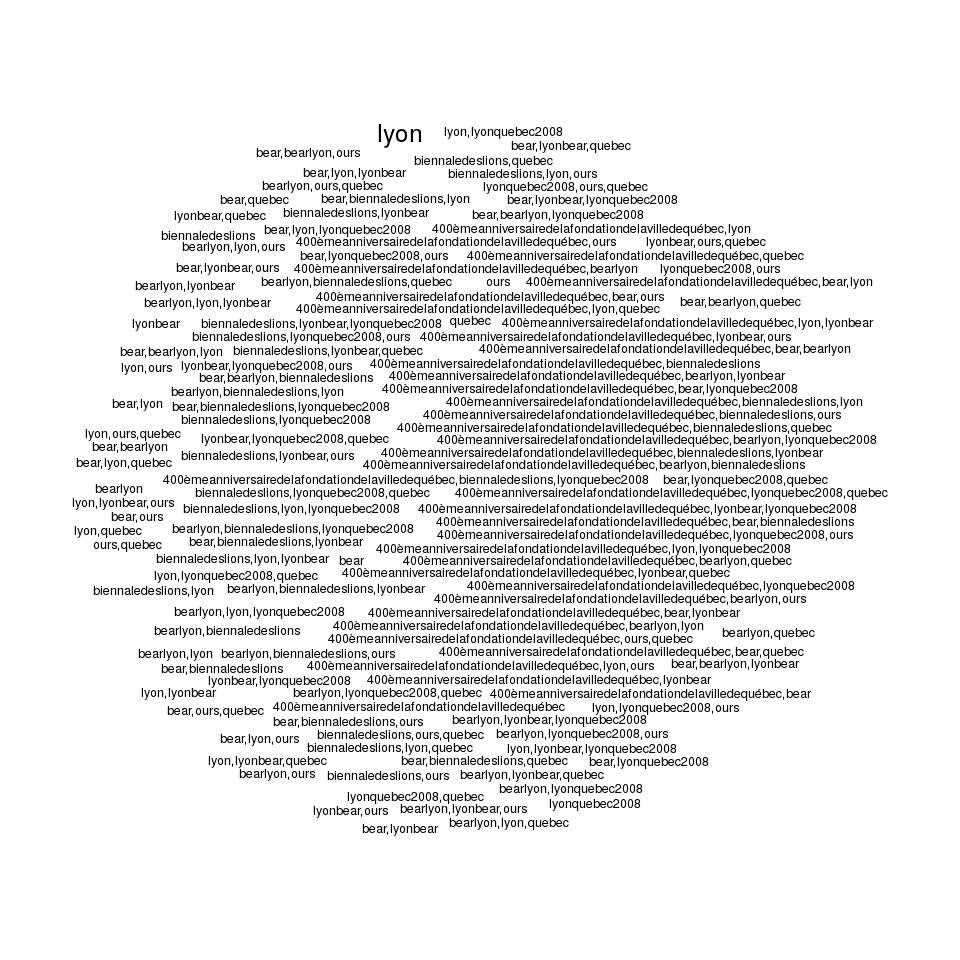 lyon lyon,lyonquebec2008
bear,lyonbear,quebec
bear,bearlyon,ours
biennaledeslions,quebec
bear,lyon,lyonbear biennaledeslions,lyon,ours
bearlyon,ours,quebec lyonquebec2008,ours,quebec
bear,quebec bear,biennaledeslions,lyon bear,lyonbear,lyonquebec2008
lyonbear,quebec biennaledeslions,lyonbear bear,bearlyon,lyonquebec2008
bear,lyon,lyonquebec2008 400èmeanniversairedelafondationdelavilledequébec,lyon
biennaledeslions 400èmeanniversairedelafondationdelavilledequébec,ours lyonbear,ours,quebec
bearlyon,lyon,ours
bear,lyonquebec2008,ours 400èmeanniversairedelafondationdelavilledequébec,quebec
bear,lyonbear,ours 400èmeanniversairedelafondationdelavilledequébec,bearlyon lyonquebec2008,ours
bearlyon,lyonbear bearlyon,biennaledeslions,quebec ours 400èmeanniversairedelafondationdelavilledequébec,bear,lyon
400èmeanniversairedelafondationdelavilledequébec,bear,ours
bearlyon,lyon,lyonbear bear,bearlyon,quebec
400èmeanniversairedelafondationdelavilledequébec,lyon,quebec
lyonbear biennaledeslions,lyonbear,lyonquebec2008 quebec 400èmeanniversairedelafondationdelavilledequébec,lyon,lyonbear
biennaledeslions,lyonquebec2008,ours 400èmeanniversairedelafondationdelavilledequébec,lyonbear,ours
bear,bearlyon,lyon biennaledeslions,lyonbear,quebec 400èmeanniversairedelafondationdelavilledequébec,bear,bearlyon
lyon,ours lyonbear,lyonquebec2008,ours 400èmeanniversairedelafondationdelavilledequébec,biennaledeslions
bear,bearlyon,biennaledeslions 400èmeanniversairedelafondationdelavilledequébec,bearlyon,lyonbear
bearlyon,biennaledeslions,lyon 400èmeanniversairedelafondationdelavilledequébec,bear,lyonquebec2008
bear,lyon bear,biennaledeslions,lyonquebec2008 400èmeanniversairedelafondationdelavilledequébec,biennaledeslions,lyon
biennaledeslions,lyonquebec2008 400èmeanniversairedelafondationdelavilledequébec,biennaledeslions,ours
400èmeanniversairedelafondationdelavilledequébec,biennaledeslions,quebec
lyon,ours,quebec lyonbear,lyonquebec2008,quebec 400èmeanniversairedelafondationdelavilledequébec,bearlyon,lyonquebec2008
bear,bearlyon
biennaledeslions,lyonbear,ours 400èmeanniversairedelafondationdelavilledequébec,biennaledeslions,lyonbear
bear,lyon,quebec 400èmeanniversairedelafondationdelavilledequébec,bearlyon,biennaledeslions
400èmeanniversairedelafondationdelavilledequébec,biennaledeslions,lyonquebec2008 bear,lyonquebec2008,quebec
bearlyon biennaledeslions,lyonquebec2008,quebec 400èmeanniversairedelafondationdelavilledequébec,lyonquebec2008,quebec
lyon,lyonbear,ours biennaledeslions,lyon,lyonquebec2008 400èmeanniversairedelafondationdelavilledequébec,lyonbear,lyonquebec2008
bear,ours 400èmeanniversairedelafondationdelavilledequébec,bear,biennaledeslions
lyon,quebec bearlyon,biennaledeslions,lyonquebec2008 400èmeanniversairedelafondationdelavilledequébec,lyonquebec2008,ours
ours,quebec bear,biennaledeslions,lyonbear
400èmeanniversairedelafondationdelavilledequébec,lyon,lyonquebec2008
biennaledeslions,lyon,lyonbear bear 400èmeanniversairedelafondationdelavilledequébec,bearlyon,quebec
lyon,lyonquebec2008,quebec 400èmeanniversairedelafondationdelavilledequébec,lyonbear,quebec
biennaledeslions,lyon bearlyon,biennaledeslions,lyonbear 400èmeanniversairedelafondationdelavilledequébec,lyonquebec2008
400èmeanniversairedelafondationdelavilledequébec,bearlyon,ours
bearlyon,lyon,lyonquebec2008 400èmeanniversairedelafondationdelavilledequébec,bear,lyonbear
bearlyon,biennaledeslions 400èmeanniversairedelafondationdelavilledequébec,bearlyon,lyon bearlyon,quebec
400èmeanniversairedelafondationdelavilledequébec,ours,quebec
bearlyon,lyon bearlyon,biennaledeslions,ours 400èmeanniversairedelafondationdelavilledequébec,bear,quebec
bear,biennaledeslions 400èmeanniversairedelafondationdelavilledequébec,lyon,ours bear,bearlyon,lyonbear
lyonbear,lyonquebec2008 400èmeanniversairedelafondationdelavilledequébec,lyonbear
lyon,lyonbear bearlyon,lyonquebec2008,quebec 400èmeanniversairedelafondationdelavilledequébec,bear
bear,ours,quebec 400èmeanniversairedelafondationdelavilledequébec lyon,lyonquebec2008,ours
bear,biennaledeslions,ours bearlyon,lyonbear,lyonquebec2008
bear,lyon,ours biennaledeslions,ours,quebec bearlyon,lyonquebec2008,ours
biennaledeslions,lyon,quebec lyon,lyonbear,lyonquebec2008
lyon,lyonbear,quebec bear,biennaledeslions,quebec bear,lyonquebec2008
bearlyon,ours biennaledeslions,ours bearlyon,lyonbear,quebec
bearlyon,lyonquebec2008
lyonquebec2008,quebec lyonquebec2008
lyonbear,ours bearlyon,lyonbear,ours
bear,lyonbear bearlyon,lyon,quebec